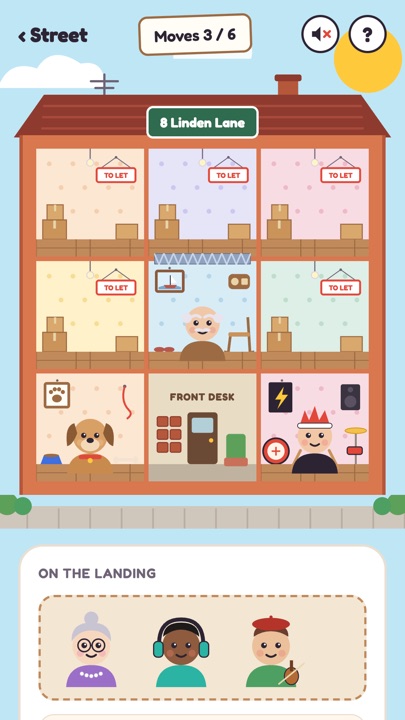 ‹ Street
Moves 3 / 6
?
8 Linden Lane
TO LET
TO LET
TO LET
TO LET
TO LET
FRONT DESK
ON THE LANDING